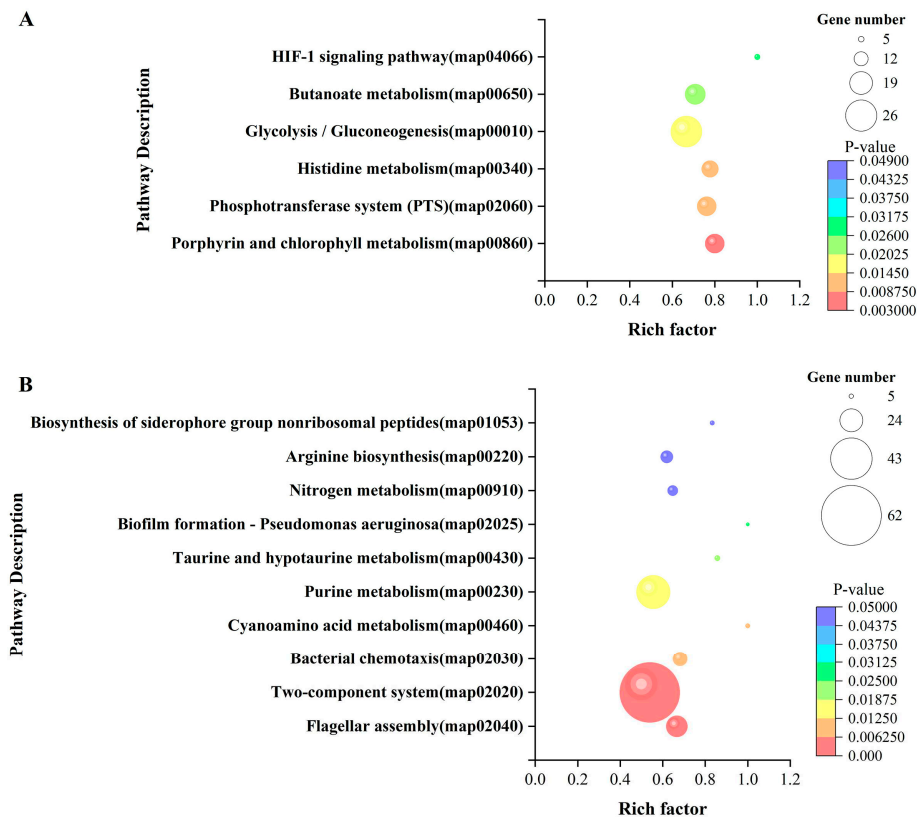 A
Pathway Description
HIF-1 signaling pathway(map04066)
Butanoate metabolism(map00650)
Glycolysis / Gluconeogenesis(map00010)
Histidine metabolism(map00340)
Phosphotransferase system (PTS)(map02060)
Porphyrin and chlorophyll metabolism(map00860)
0.0 0.2 0.4 0.6 0.8 1.0 1.2
Rich factor
Gene number
5
12
19
26
P-value
0.04900
0.04325
0.03750
0.03175
0.02600
0.02025
0.01450
0.008750
0.003000
B
Pathway Description
Biosynthesis of siderophore group nonribosomal peptides(map01053)
Arginine biosynthesis(map00220)
Nitrogen metabolism(map00910)
Biofilm formation - Pseudomonas aeruginosa(map02025)
Taurine and hypotaurine metabolism(map00430)
Purine metabolism(map00230)
Cyanoamino acid metabolism(map00460)
Bacterial chemotaxis(map02030)
Two-component system(map02020)
Flagellar assembly(map02040)
0.0 0.2 0.4 0.6 0.8 1.0 1.2
Rich factor
Gene number
5
24
43
62
P-value
0.05000
0.04375
0.03750
0.03125
0.02500
0.01875
0.01250
0.006250
0.000